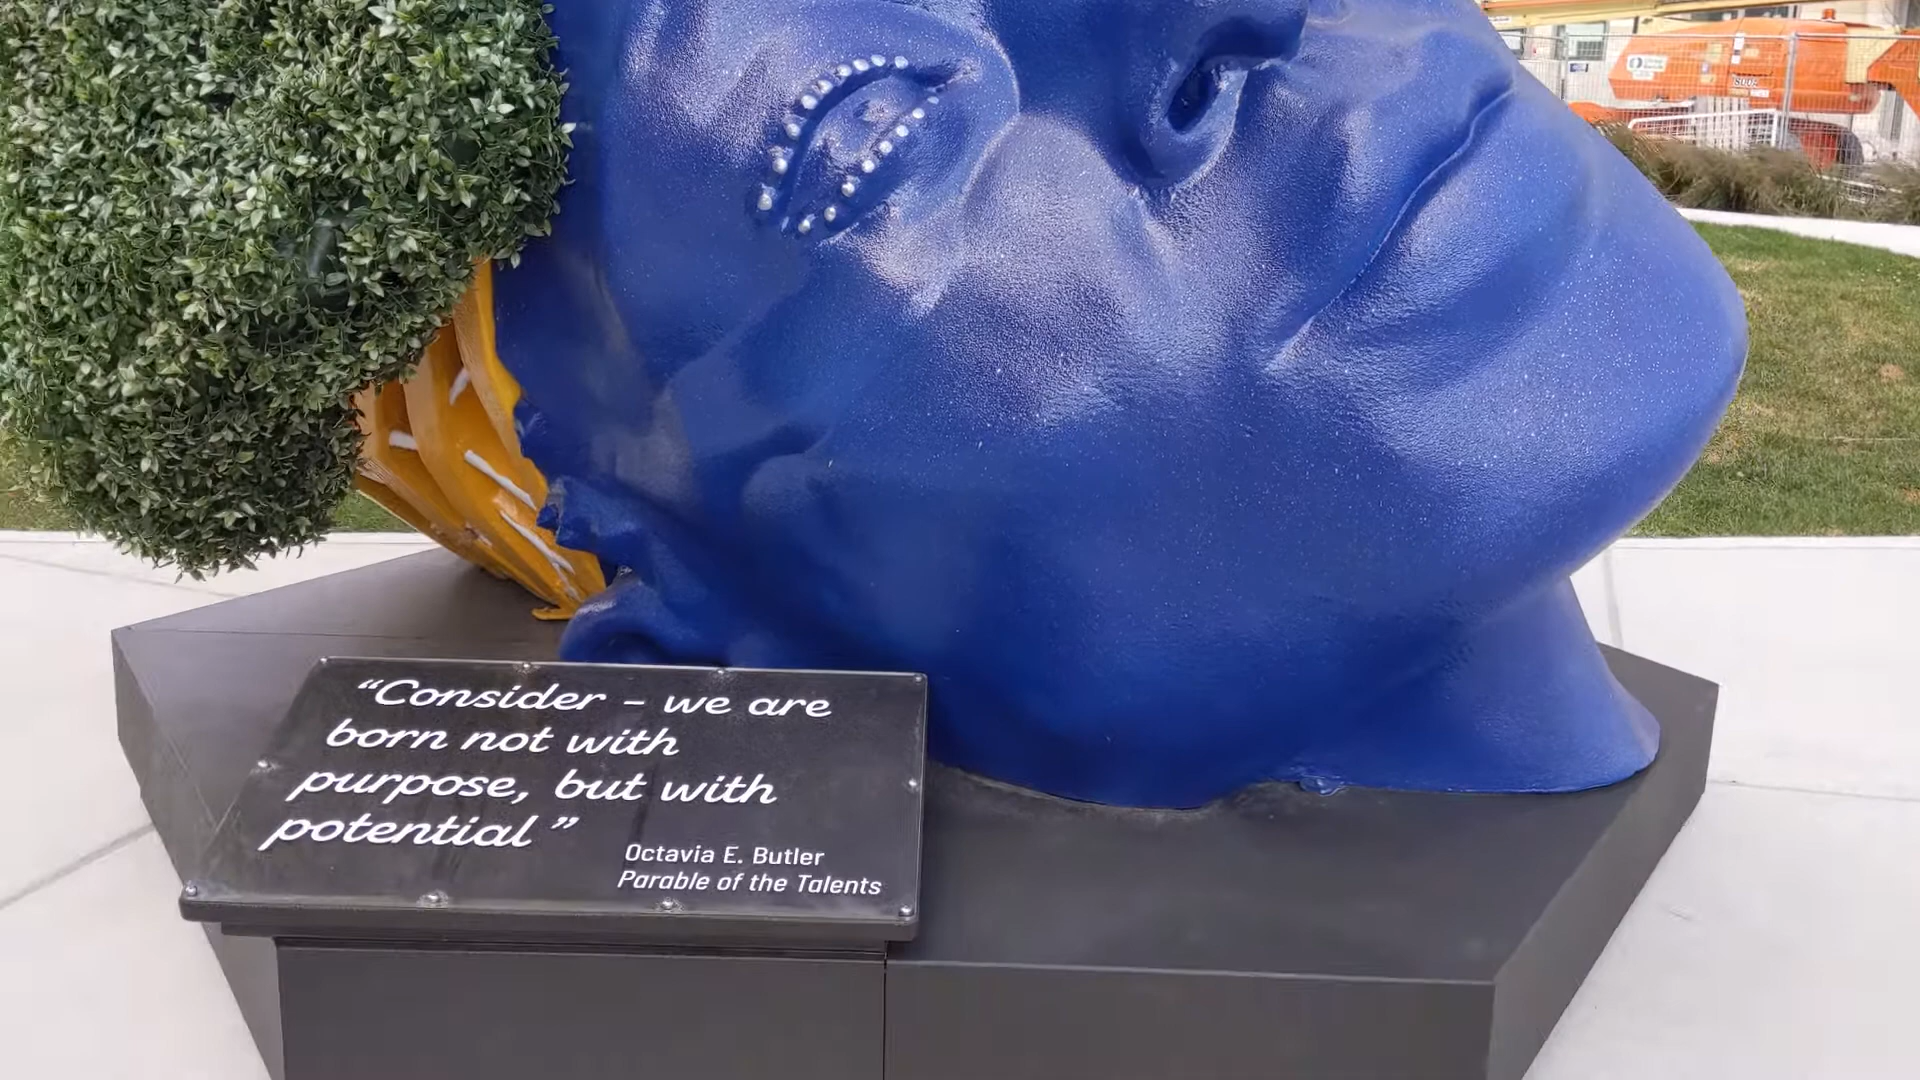 “Consider – we are
born not with
purpose, but with
potential ”
Octavia E. Butler
Parable of the Talents